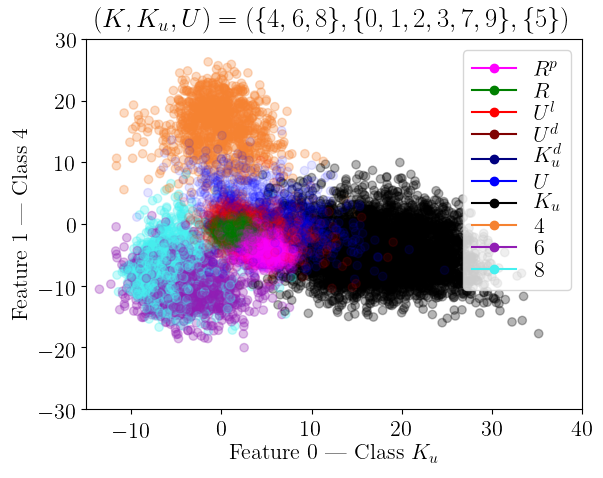 (K, K_u, U) = ({4, 6, 8}, {0, 1, 2, 3, 7, 9}, {5})
30
20
10
0
−10
−20
−30
Feature 1 — Class 4
R^p
R
U^l
U^d
K_u^d
U
K_u
4
6
8
−10 0 10 20 30 40
Feature 0 — Class K_u